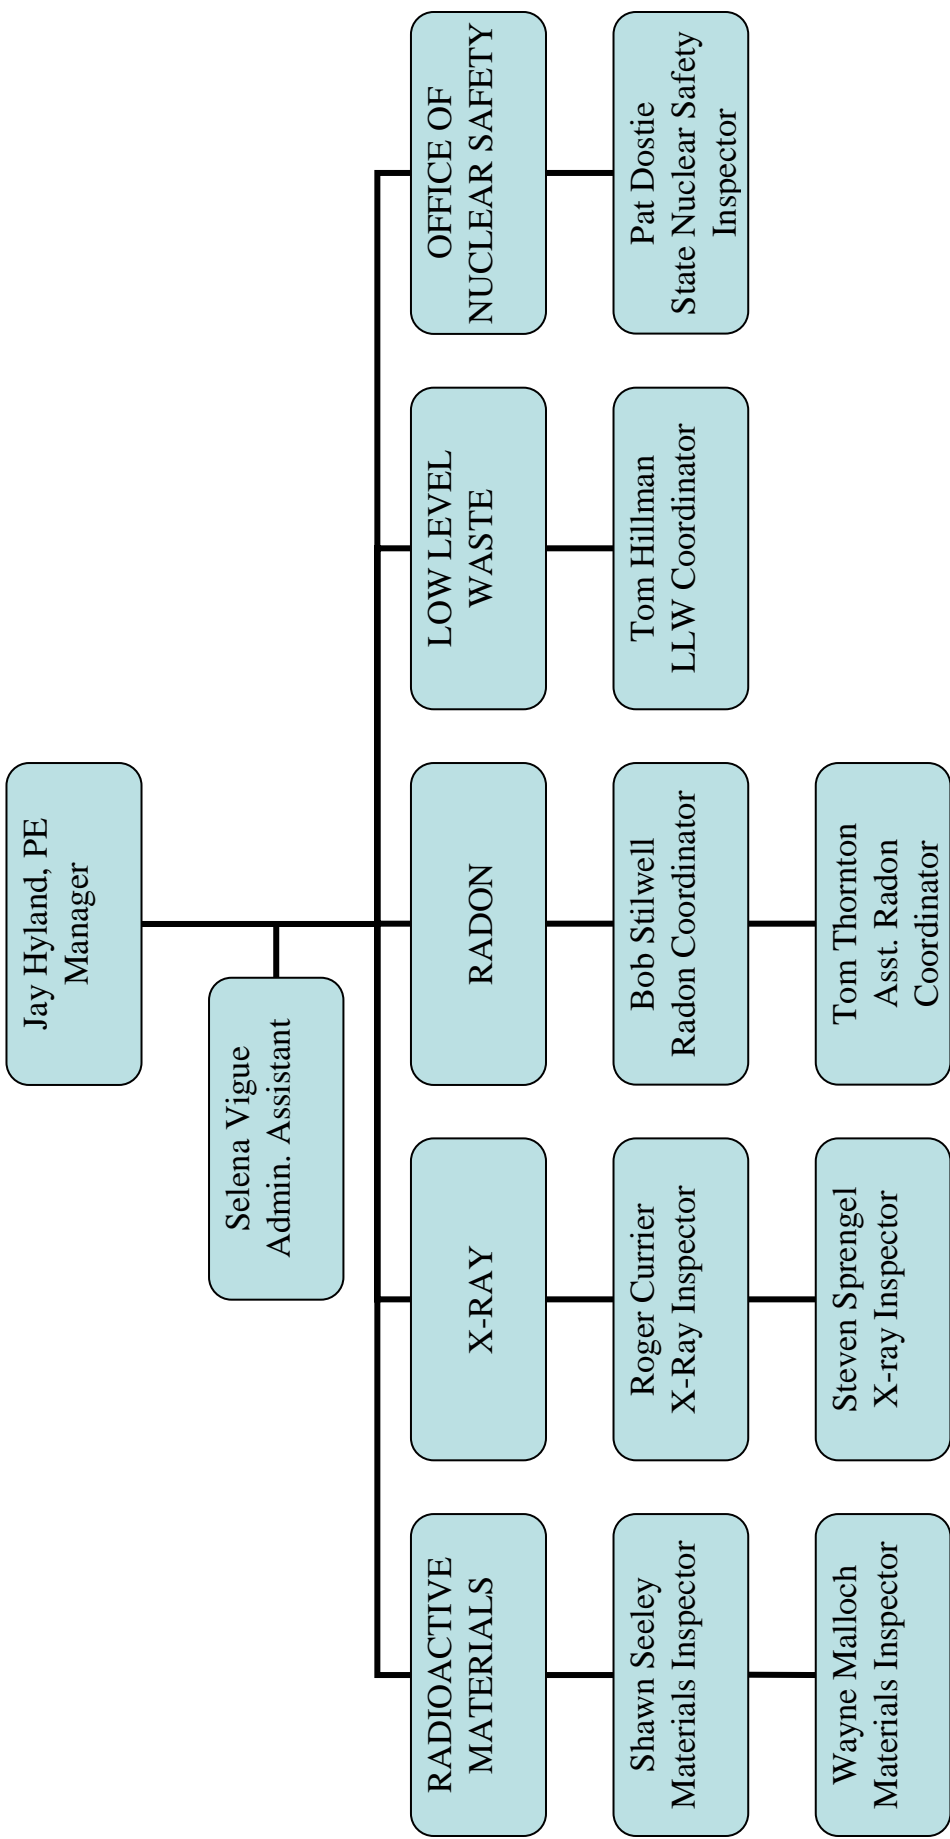 Jay Hyland, PE
Manager
Selena Vigue
Admin. Assistant
RADIOACTIVE
MATERIALS
X-RAY
RADON
LOW LEVEL
WASTE
OFFICE OF
NUCLEAR SAFETY
Shawn Seeley
Materials Inspector
Roger Currier
X-Ray Inspector
Bob Stilwell
Radon Coordinator
Tom Hillman
LLW Coordinator
Pat Dostie
State Nuclear Safety
Inspector
Wayne Malloch
Materials Inspector
Steven Sprengel
X-ray Inspector
Tom Thornton
Asst. Radon
Coordinator